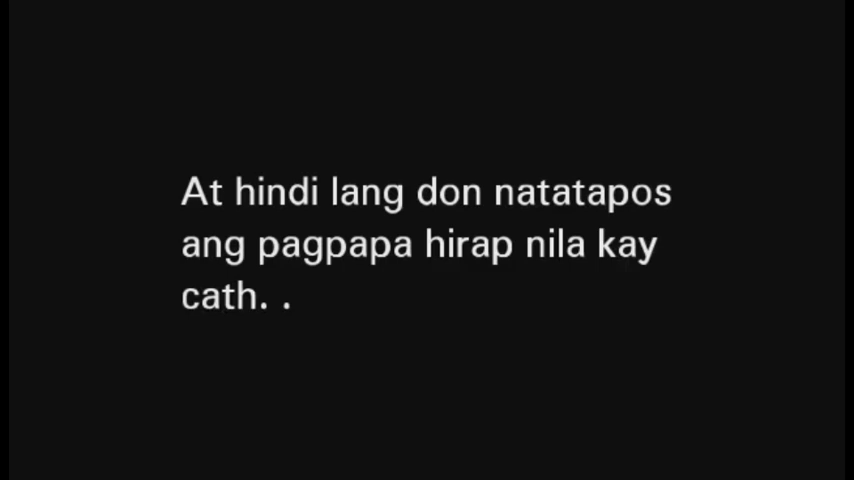 At hindi lang don natatapos
ang pagpapa hirap nila kay
cath. .